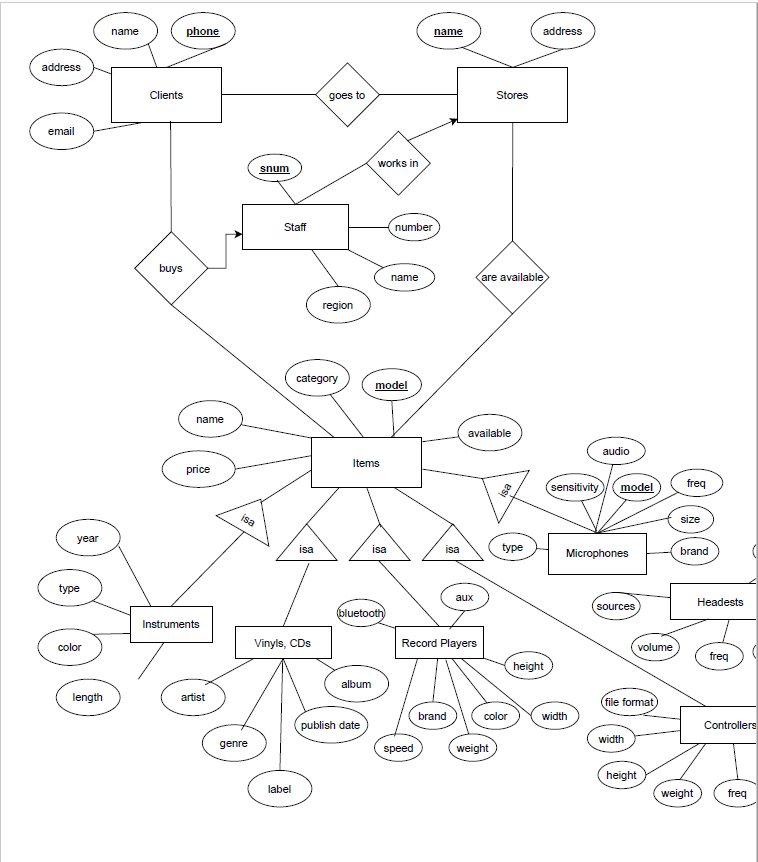 name
phone
name
address
address
Clients
goes to
Stores
email
works in
snum
Staff
number
buys
name
are available
region
category
model
name
available
price
Items
audio
isa
sensitivity
model
freq
isa
size
year
isa
isa
isa
type
Microphones
brand
type
bluetooth
aux
sources
Headests
Instruments
Vinyls, CDs
Record Players
color
volume
freq
height
artist
album
length
file format
brand
color
width
publish date
width
Controllers
genre
speed
weight
height
label
weight
freq